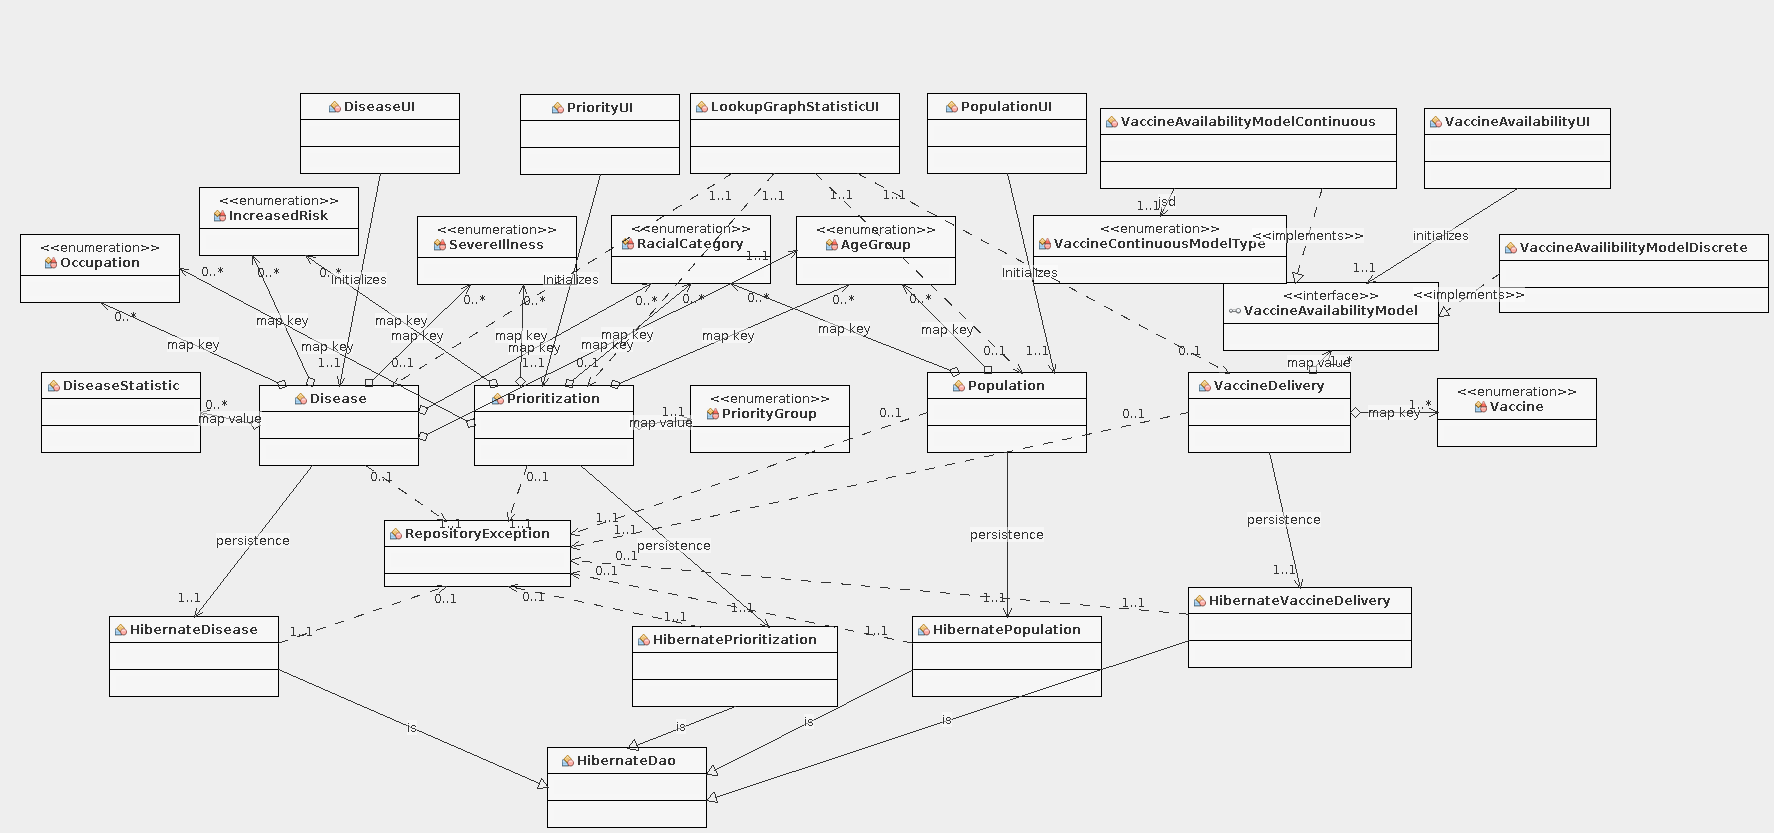 DiseaseUI
PriorityUI
LookupGraphStatisticUI
PopulationUI
VaccineAvailabilityModelContinuous
VaccineAvailabilityUI
1..1
1..1
1..1
1..1
<<enumeration>>
IncreasedRisk
1..1
jsd
<<enumeration>>
Occupation
<<enumeration>>
SevereIllness
<<enumeration>>
RacialCategory
<<enumeration>>
AgeGroup
<<enumeration>>
VaccineContinuousModelType
<<implements>>
initializes
VaccineAvailibilityModelDiscrete
1..1
1..1
0..*
0..*
0..*
Initializes
Initializes
Initializes
<<implements>>
<<interface>>
VaccineAvailabilityModel
0..*
0..*
0..*
0..*
0..*
0..*
0..*
0..*
map key
map key
map key
map key
map key
map key
map key
map key
map key
map key
map key
map key
map key
1..1
0..1
1..1
0..1
0..1
1..1
0..1
map value
1..*
DiseaseStatistic
0..*
map value
Disease
Prioritization
1..1
map value
<<enumeration>>
PriorityGroup
Population
VaccineDelivery
map key
1..*
<<enumeration>>
Vaccine
0..1
0..1
0..1
0..1
1..1
1..1
1..1
1..1
RepositoryException
persistence
persistence
persistence
persistence
0..1
0..1
1..1
1..1
0..1
0..1
1..1
1..1
1..1
1..1
1..1
1..1
HibernateDisease
HibernatePrioritization
HibernatePopulation
HibernateVaccineDelivery
is
is
is
is
HibernateDao